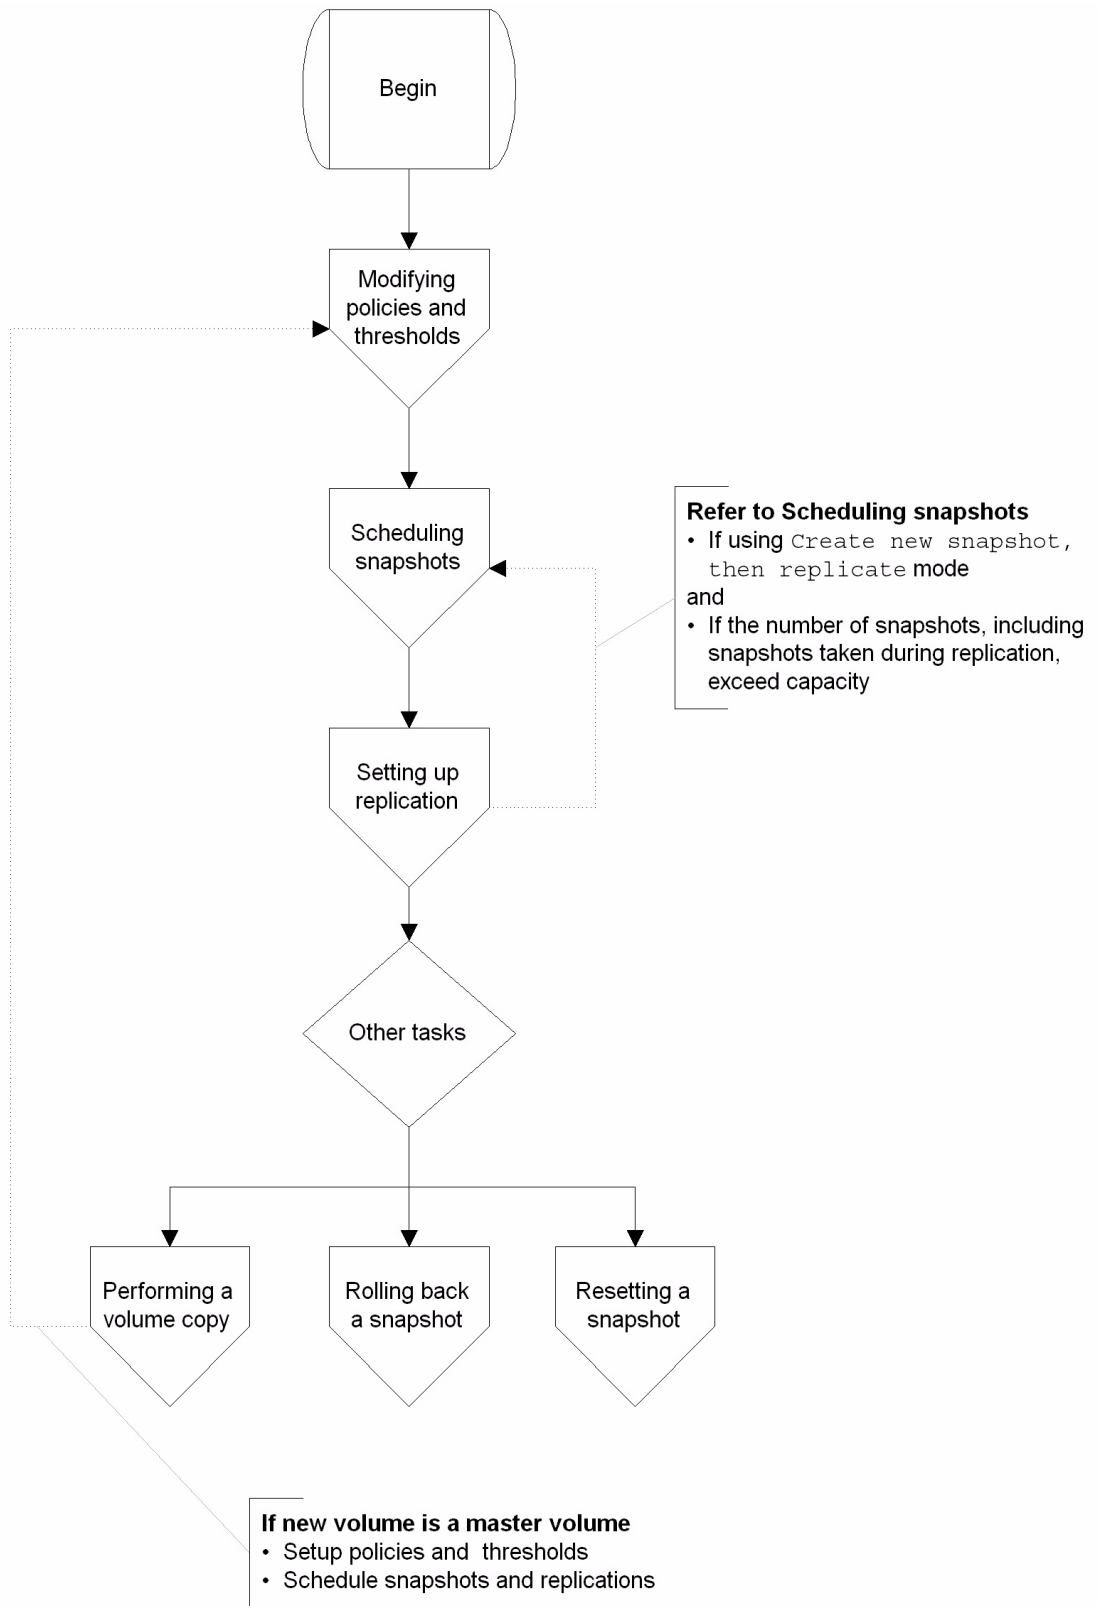 Begin
Modifying
policies and
thresholds
Scheduling
snapshots
Refer to Scheduling snapshots
• If using Create new snapshot,
then replicate mode
and
• If the number of snapshots, including
snapshots taken during replication,
exceed capacity
Setting up
replication
Other tasks
Performing a
volume copy
Rolling back
a snapshot
Resetting a
snapshot
If new volume is a master volume
• Setup policies and thresholds
• Schedule snapshots and replications